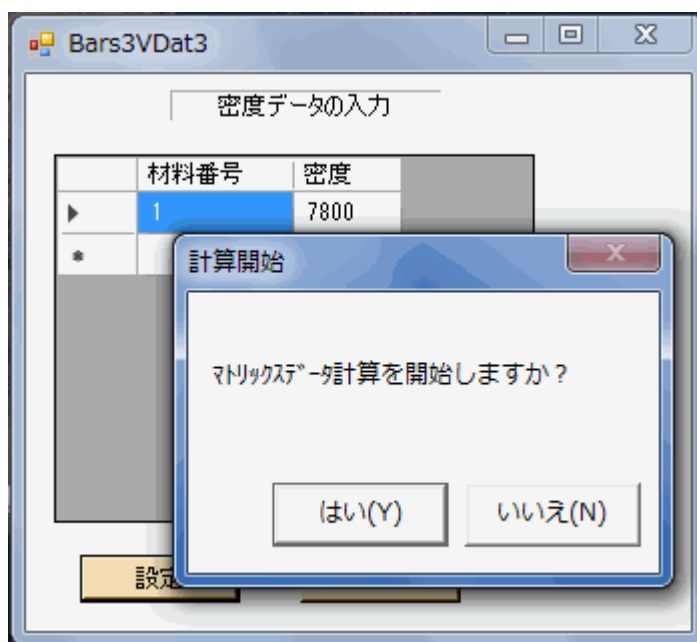 Bars3VDat3
密度データの入力
材料番号 密度
1 7800
計算開始
マトリックスデータ計算を開始しますか?
はい(Y) いいえ(N)
設定